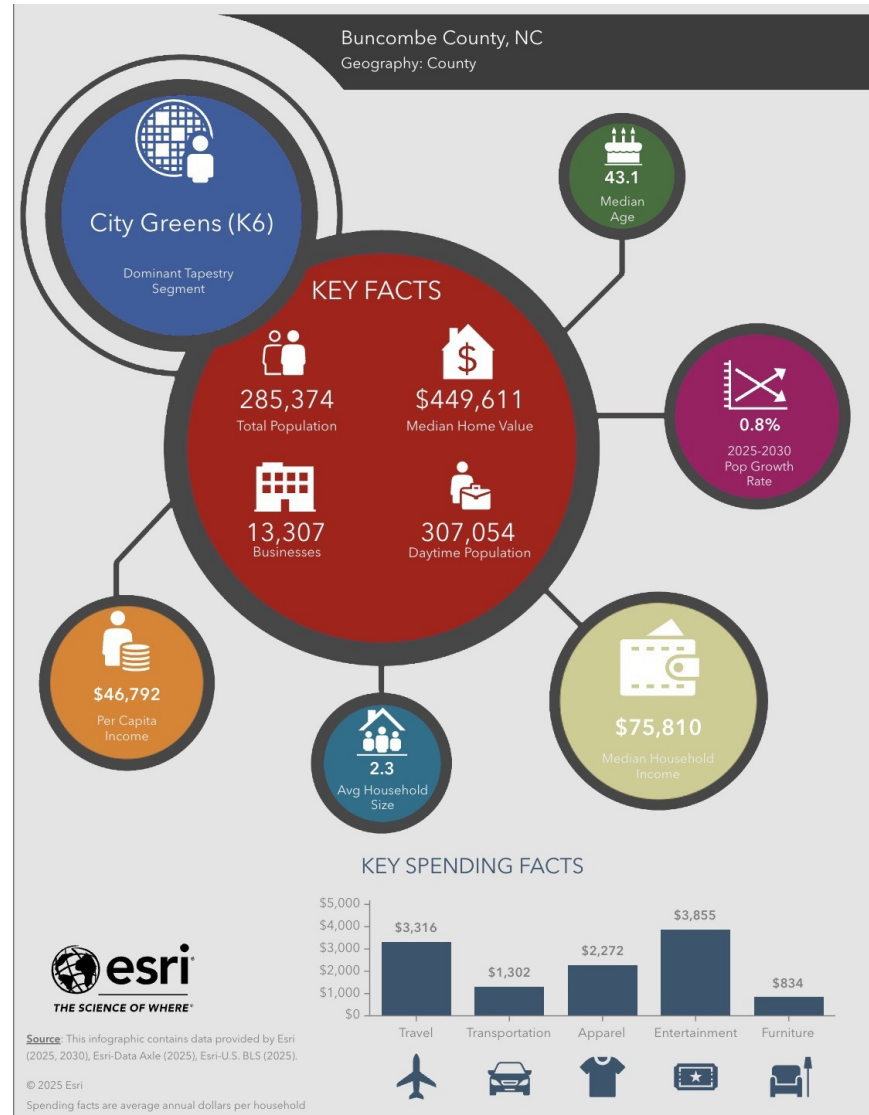 Buncombe County, NC
Geography: County
City Greens (K6)
Dominant Tapestry
Segment
43.1
Median
Age
KEY FACTS
285,374
Total Population
$449,611
Median Home Value
13,307
Businesses
307,054
Daytime Population
0.8%
2025-2030
Pop Growth
Rate
$46,792
Per Capita
Income
2.3
Avg Household
Size
$75,810
Median Household
Income
KEY SPENDING FACTS
$5,000
$4,000
$3,000
$2,000
$1,000
$0
$3,316
$1,302
$2,272
$3,855
$834
Travel
Transportation
Apparel
Entertainment
Furniture
esri
THE SCIENCE OF WHERE®
Source: This infographic contains data provided by Esri
(2025, 2030), Esri-Data Axle (2025), Esri-U.S. BLS (2025).
© 2025 Esri
Spending facts are average annual dollars per household